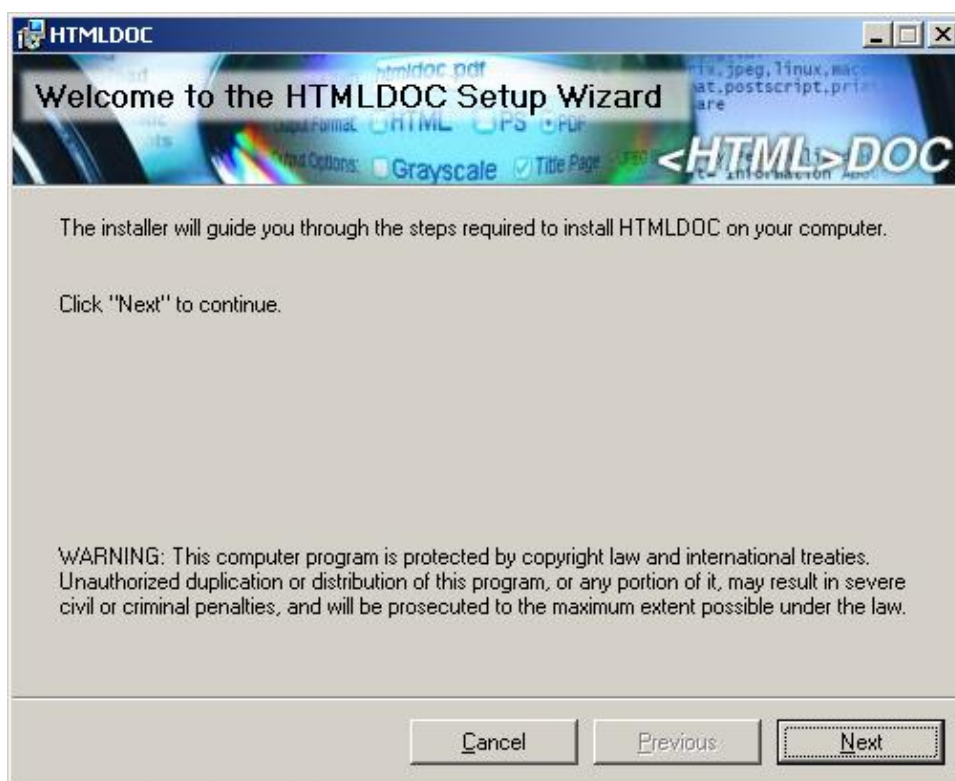 HTMLDOC
htmldoc.pdf
Welcome to the HTMLDOC Setup Wizard
Output Format: HTML PS PDF
Output Options: Grayscale Title Page
<HTML>DOC
The installer will guide you through the steps required to install HTMLDOC on your computer.
Click "Next" to continue.
WARNING: This computer program is protected by copyright law and international treaties.
Unauthorized duplication or distribution of this program, or any portion of it, may result in severe
civil or criminal penalties, and will be prosecuted to the maximum extent possible under the law.
Cancel
Previous
Next